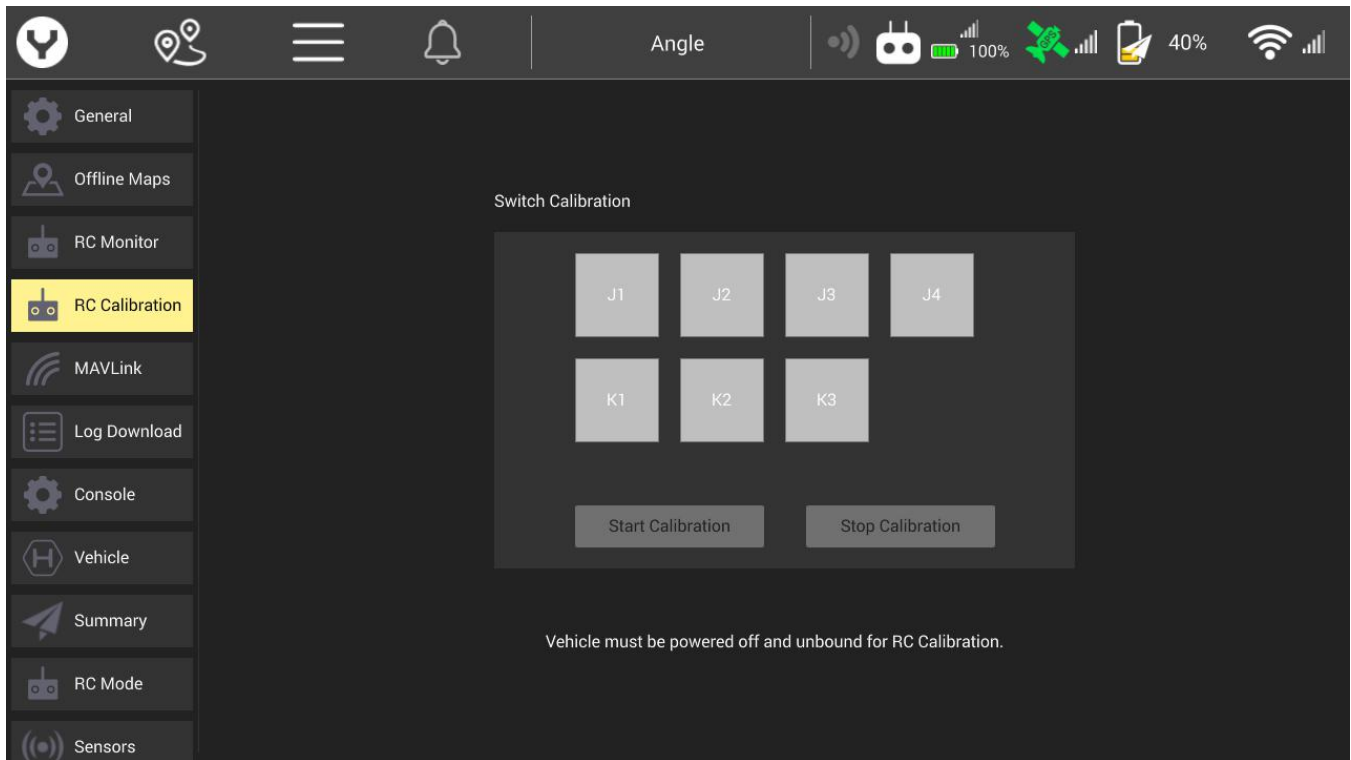 Angle
100%
GPS
40%
General
Offline Maps
RC Monitor
RC Calibration
MAVLink
Log Download
Console
Vehicle
Summary
RC Mode
Sensors
Switch Calibration
J1 J2 J3 J4
K1 K2 K3
Start Calibration Stop Calibration
Vehicle must be powered off and unbound for RC Calibration.